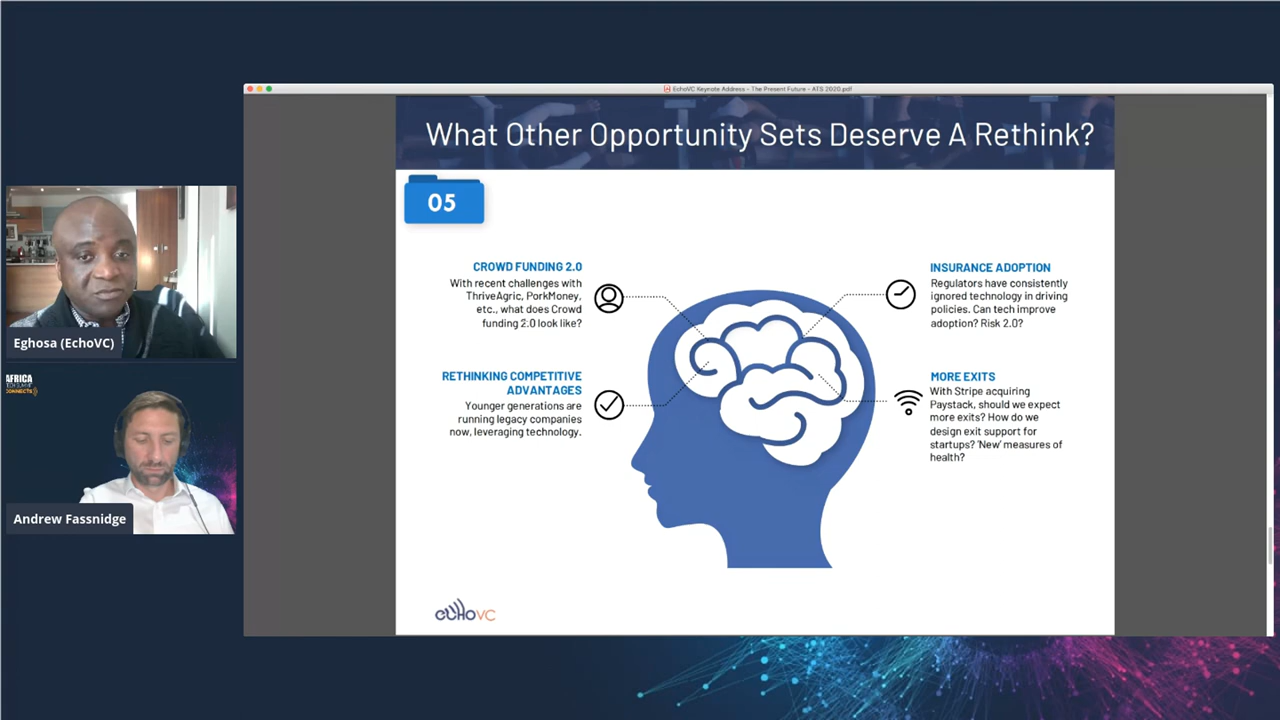 EchoVC Keynote Address - The Present Future - ATS 2020.pdf
What Other Opportunity Sets Deserve A Rethink?
05
CROWD FUNDING 2.0
With recent challenges with
ThriveAgric, PorkMoney,
etc., what does Crowd
funding 2.0 look like?
RETHINKING COMPETITIVE
ADVANTAGES
Younger generations are
running legacy companies
now, leveraging technology.
INSURANCE ADOPTION
Regulators have consistently
ignored technology in driving
policies. Can tech improve
adoption? Risk 2.0?
MORE EXITS
With Stripe acquiring
Paystack, should we expect
more exits? How do we
design exit support for
startups? 'New' measures of
health?
echoVC
Eghosa (EchoVC)
AFRICA
TECH SUMMIT
CONNECTS
Andrew Fassnidge